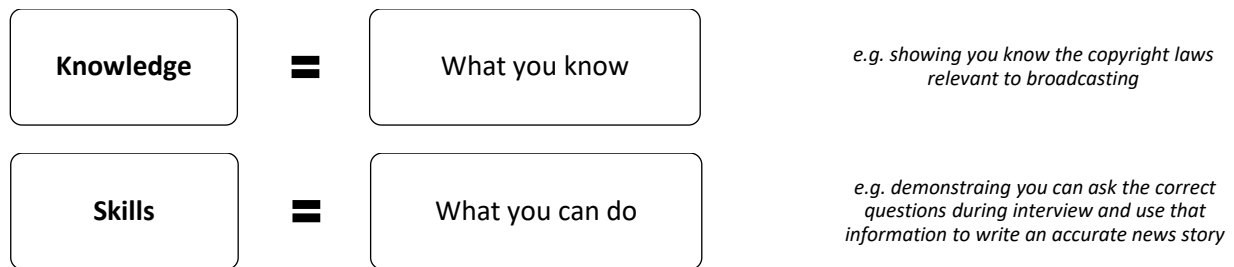 Knowledge = What you know
e.g. showing you know the copyright laws
relevant to broadcasting
Skills = What you can do
e.g. demonstraing you can ask the correct
questions during interview and use that
information to write an accurate news story